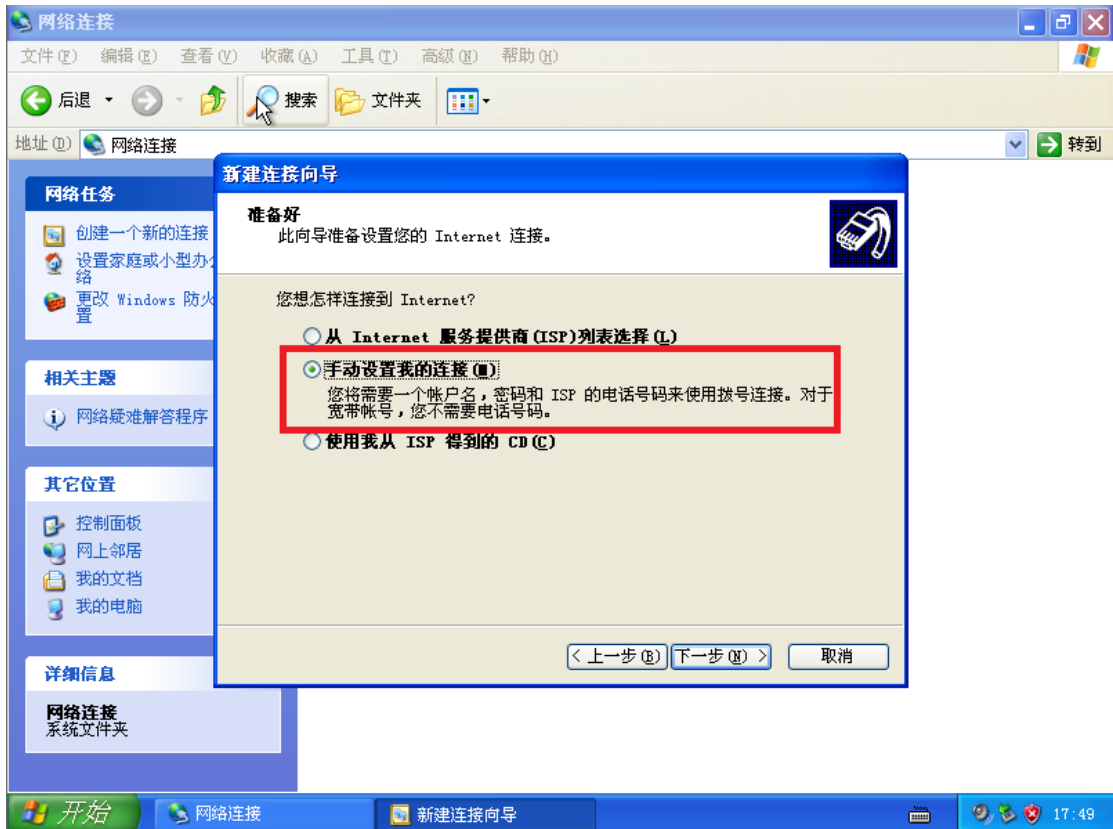 网络连接
文件(F) 编辑(E) 查看(V) 收藏(A) 工具(T) 高级(N) 帮助(H)
后退 搜索 文件夹
地址(D) 网络连接 转到
网络任务
创建一个新的连接
设置家庭或小型办
络
更改 Windows 防火
置
相关主题
网络疑难解答程序
其它位置
控制面板
网上邻居
我的文档
我的电脑
详细信息
网络连接
系统文件夹
新建连接向导
准备好
此向导准备设置您的 Internet 连接。
您想怎样连接到 Internet?
从 Internet 服务提供商(ISP)列表选择(L)
手动设置我的连接(M)
您将需要一个帐户名，密码和 ISP 的电话号码来使用拨号连接。对于
宽带帐号，您不需要电话号码。
使用我从 ISP 得到的 CD(C)
< 上一步(B) 下一步(N) > 取消
开始 网络连接 新建连接向导 17:49